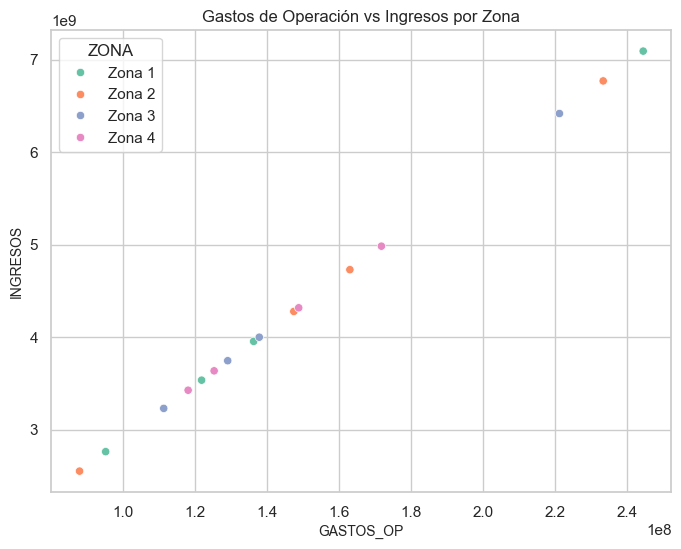 Gastos de Operación vs Ingresos por Zona
1e9
ZONA
Zona 1
Zona 2
Zona 3
Zona 4
7
6
5
4
3
INGRESOS
1.0 1.2 1.4 1.6 1.8 2.0 2.2 2.4
1e8
GASTOS_OP